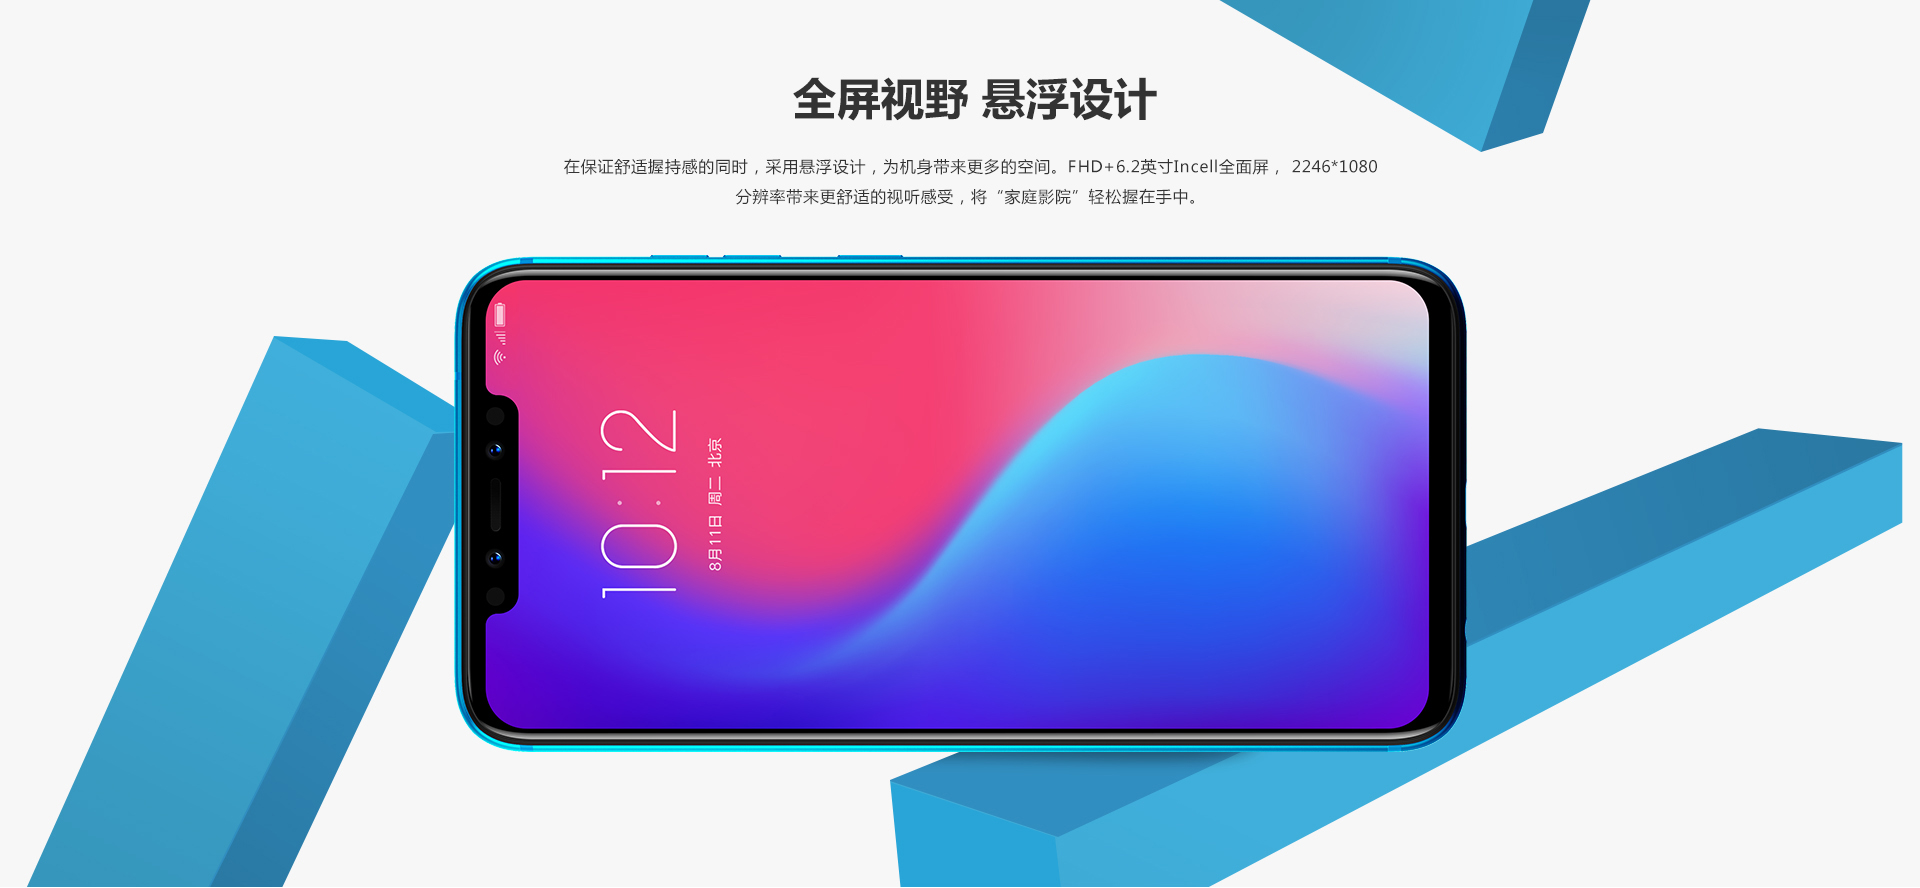 全屏视野 悬浮设计
在保证舒适握持感的同时，采用悬浮设计，为机身带来更多的空间。FHD+6.2英寸Incell全面屏， 2246*1080
分辨率带来更舒适的视听感受，将“家庭影院”轻松握在手中。
10:12
8月11日 周二 北京